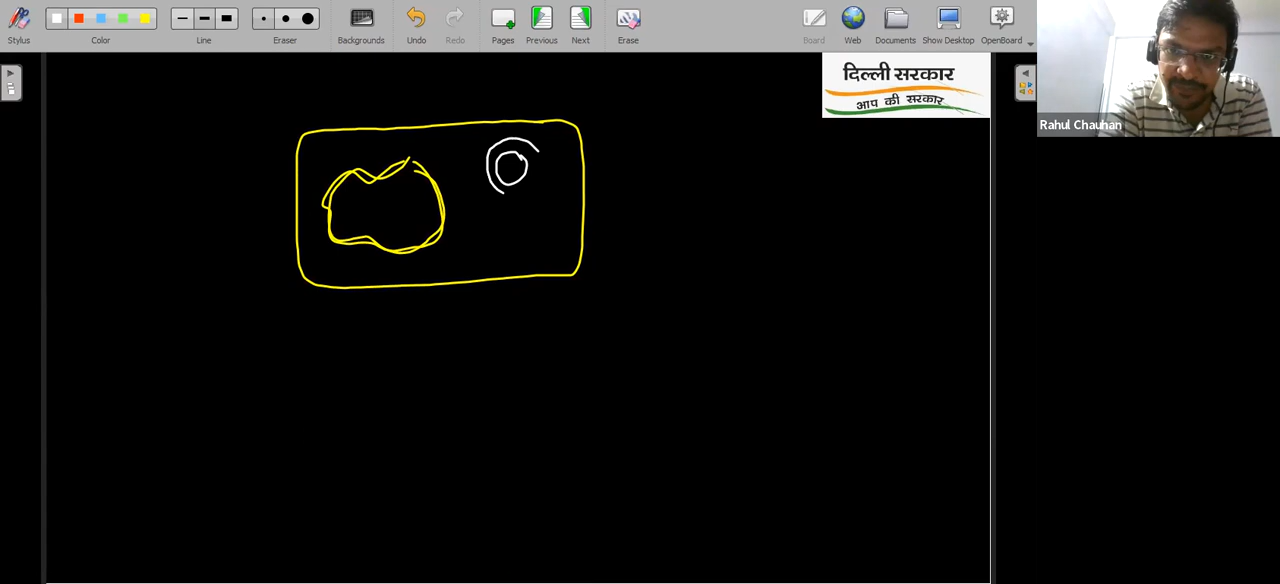 Stylus
Color
Line
Eraser
Backgrounds
Undo
Redo
Pages
Previous
Next
Erase
Board
Web
Documents
Show Desktop
OpenBoard
दिल्ली सरकार
आप की सरकार
Rahul Chauhan